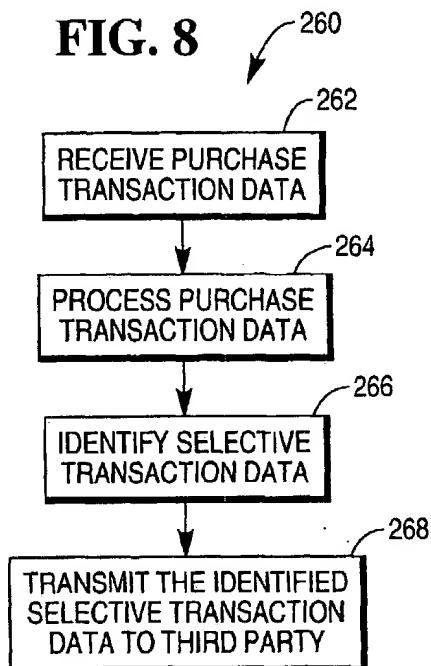 FIG. 8
260
262
RECEIVE PURCHASE
TRANSACTION DATA
264
PROCESS PURCHASE
TRANSACTION DATA
266
IDENTIFY SELECTIVE
TRANSACTION DATA
268
TRANSMIT THE IDENTIFIED
SELECTIVE TRANSACTION
DATA TO THIRD PARTY